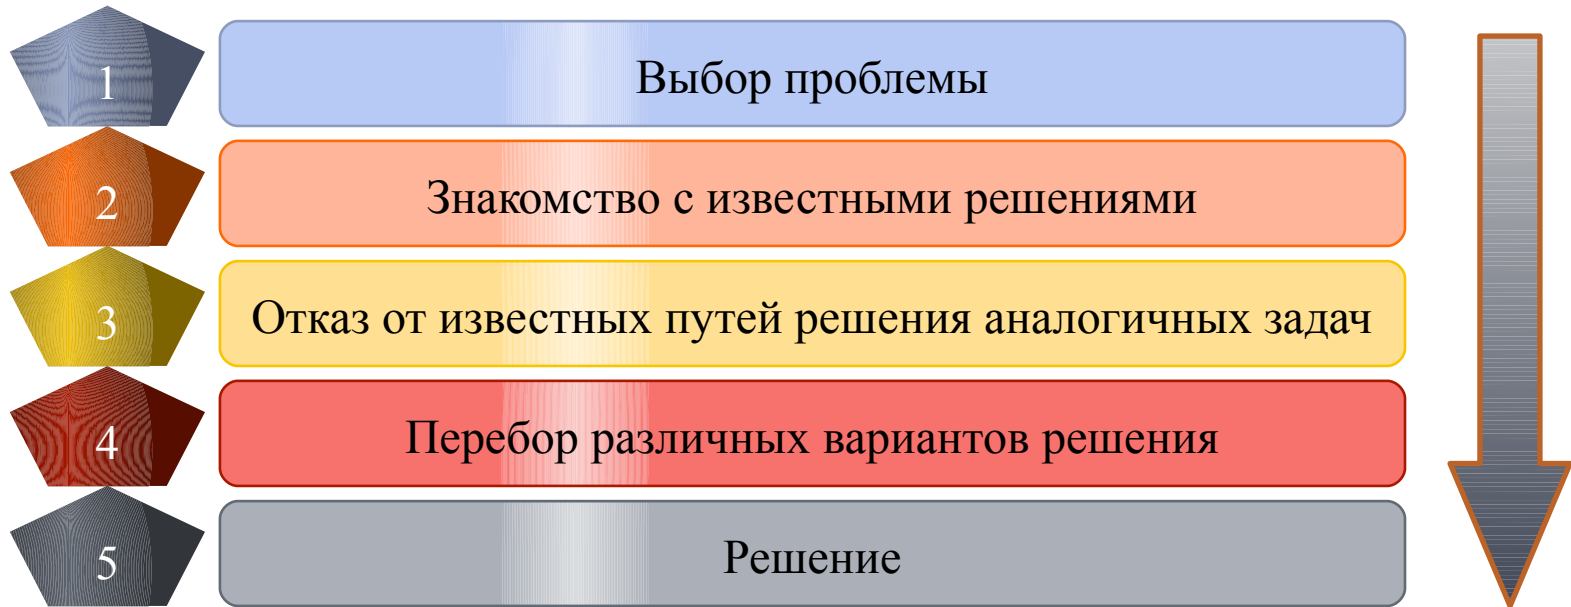 1
Выбор проблемы
2
Знакомство с известными решениями
3
Отказ от известных путей решения аналогичных задач
4
Перебор различных вариантов решения
5
Решение